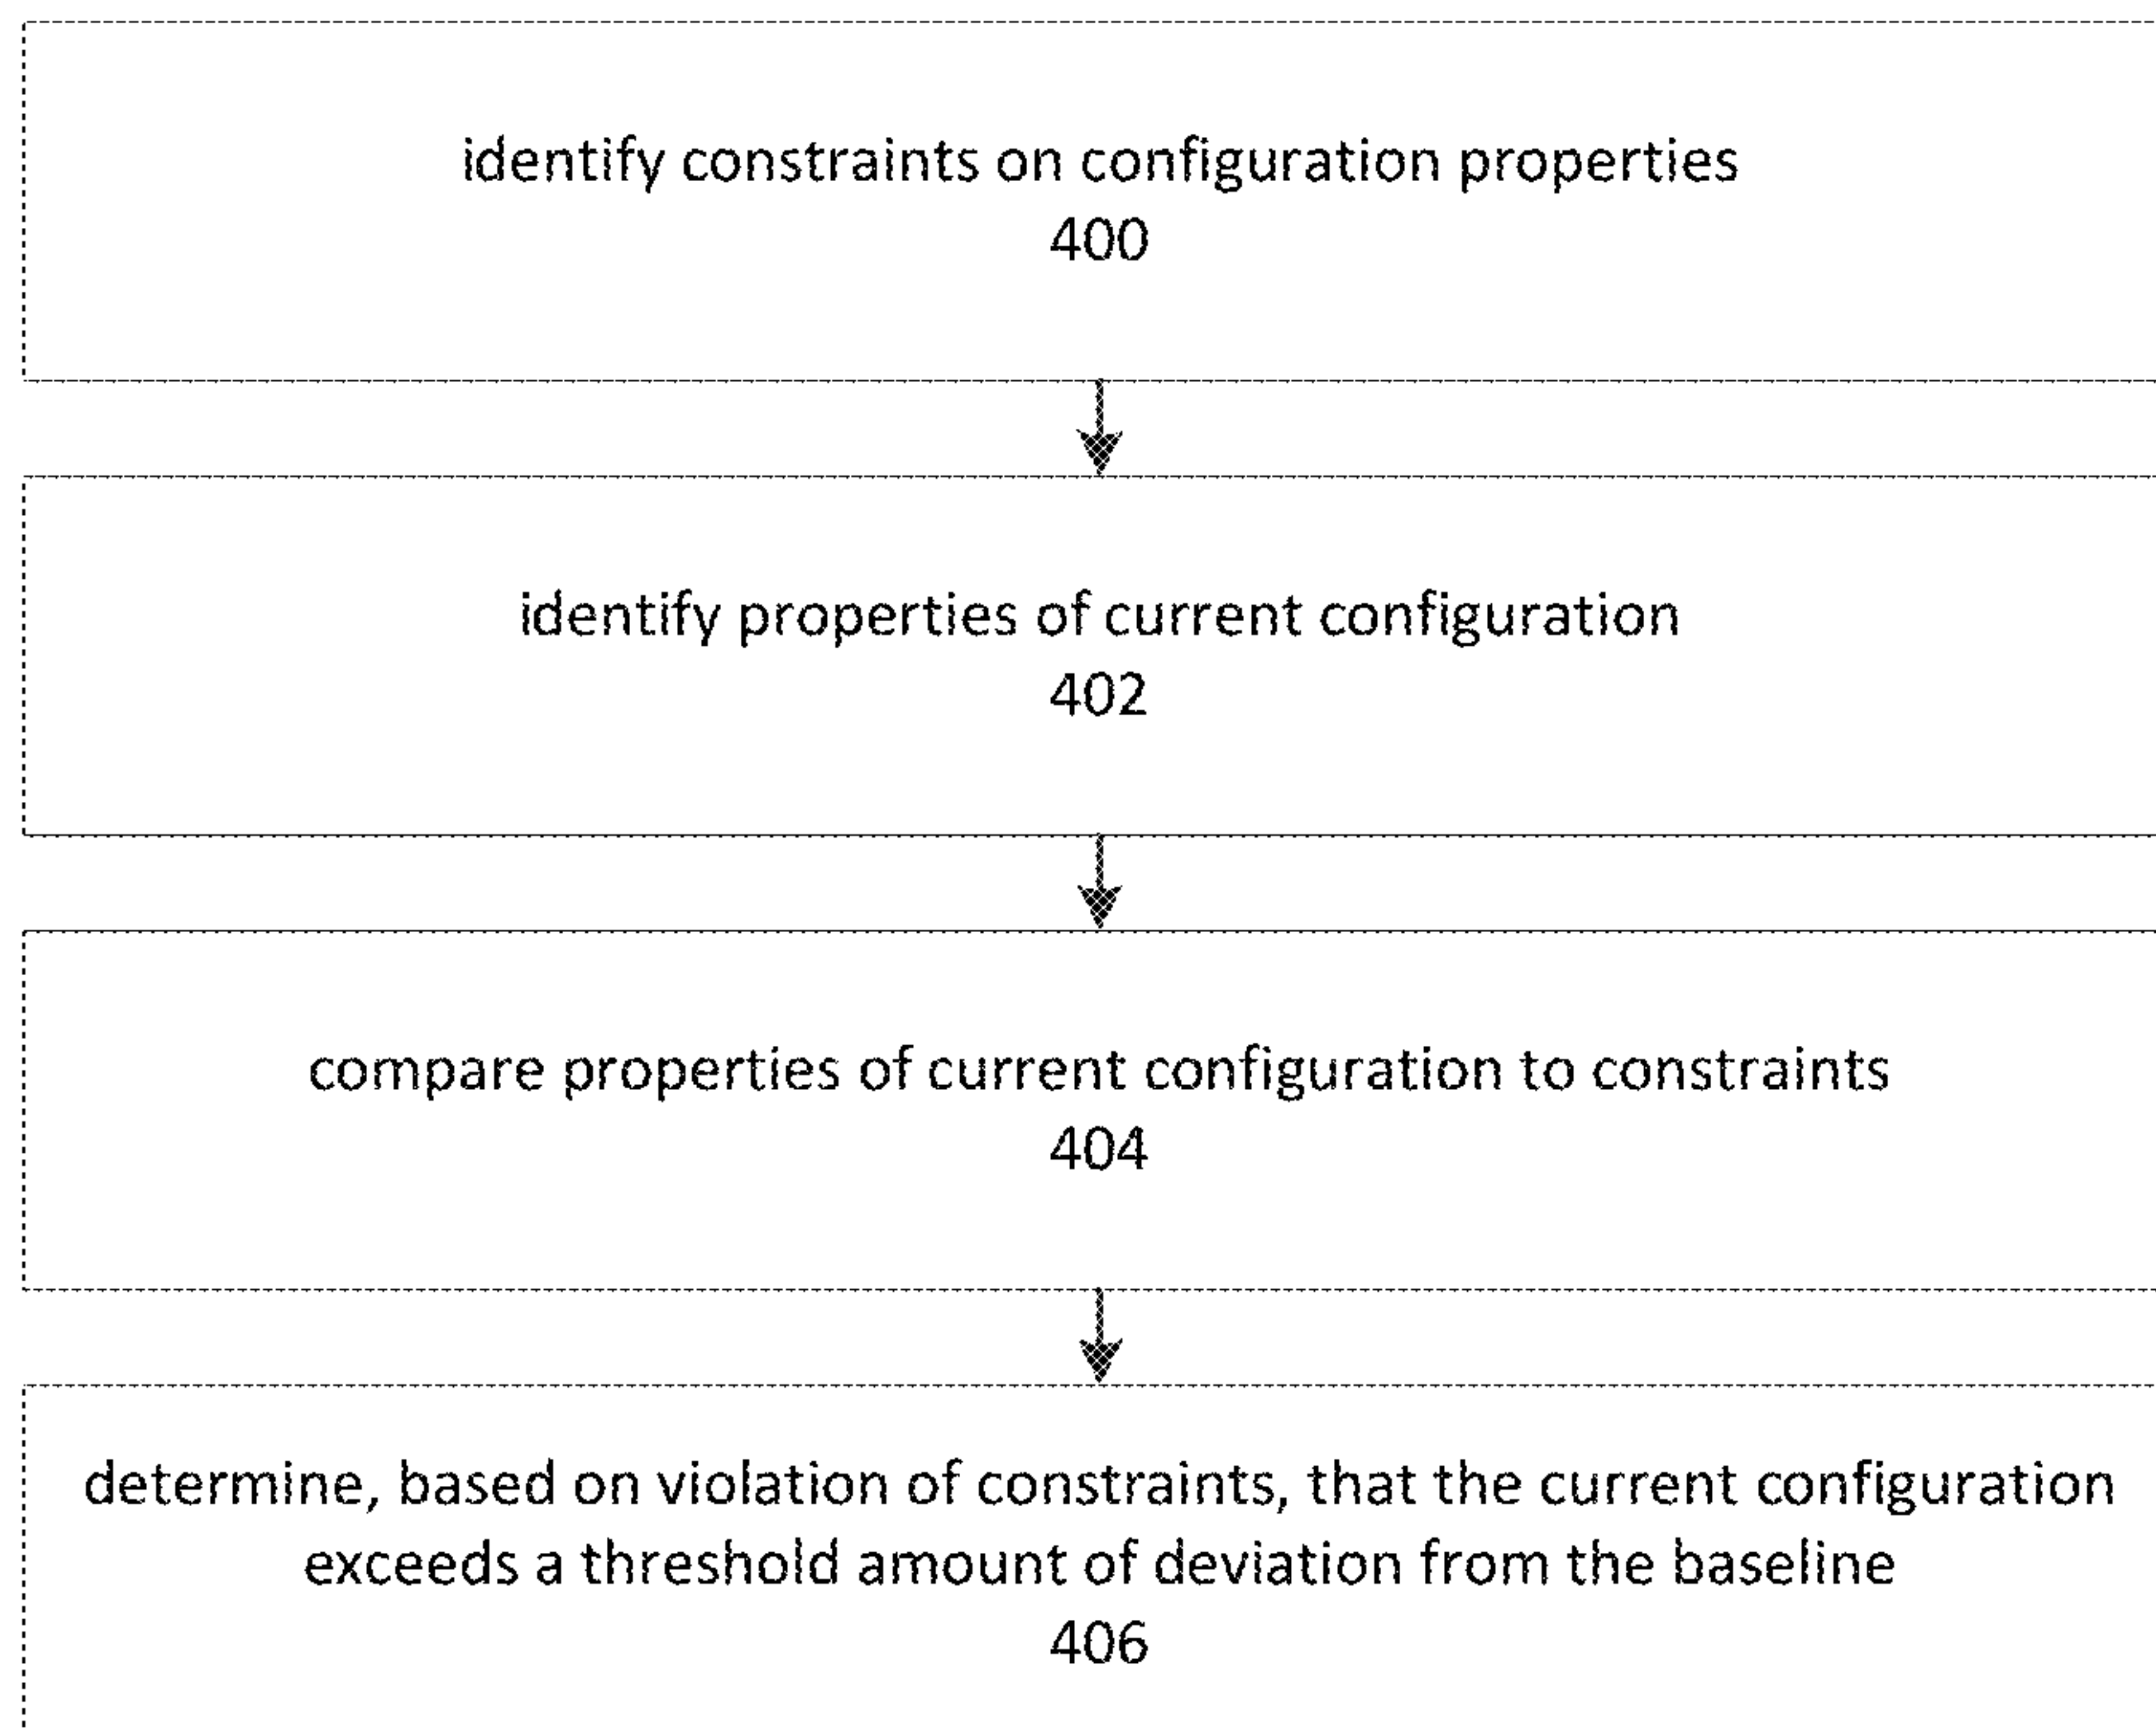 identify constraints on configuration properties
400
identify properties of current configuration
402
compare properties of current configuration to constraints
404
determine, based on violation of constraints, that the current configuration
exceeds a threshold amount of deviation from the baseline
406